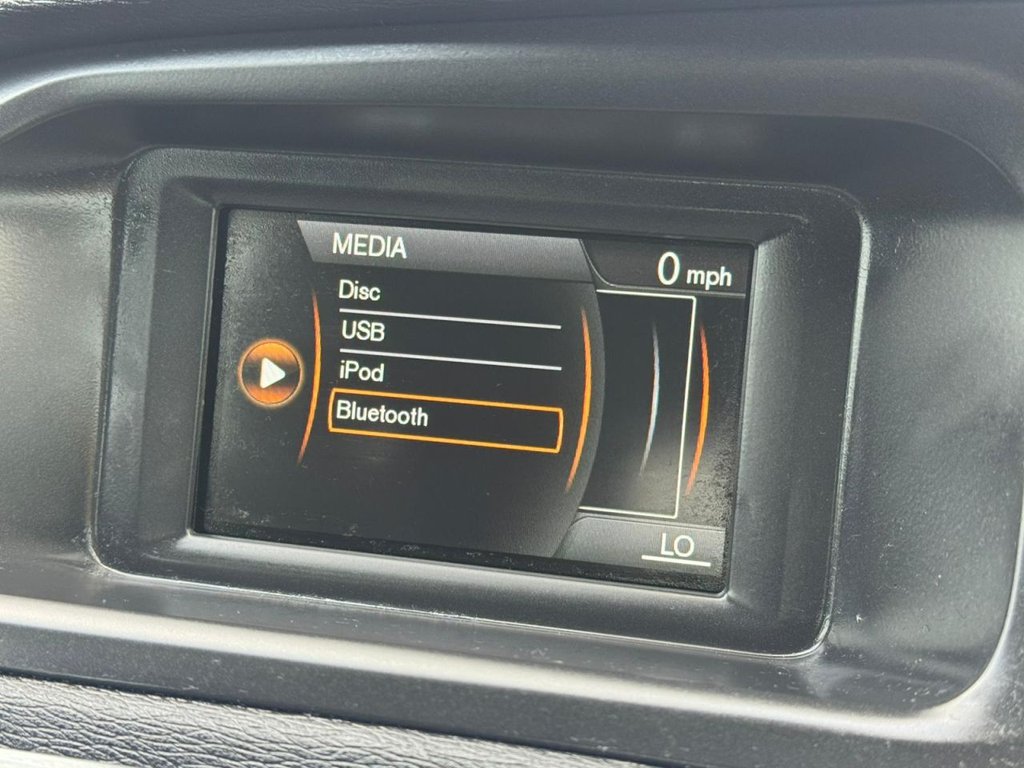 MEDIA
0 mph
Disc
USB
iPod
Bluetooth
LO